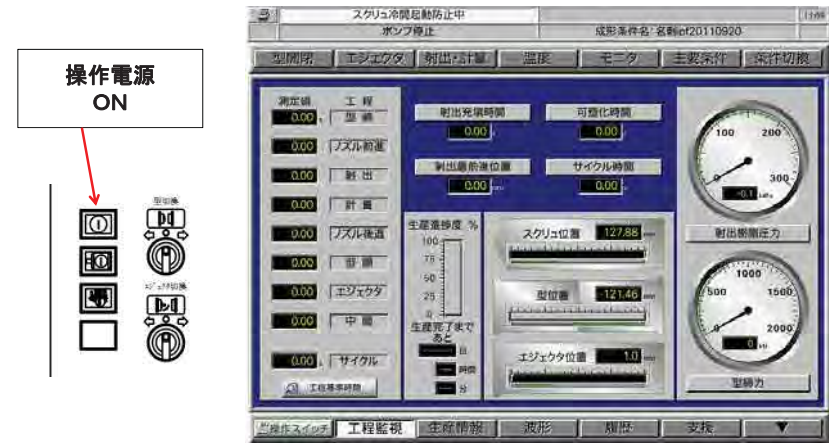 操作電源
ON
型切換
エジェクタ切換
スクリュ冷間起動防止中
ポンプ停止
成形条件名:名刺pf20110920
型開閉
エジェクタ
射出・計量
温度
モニタ
主要条件
条件切換
測定値 工程
0.00 型締
0.00 ノズル前進
0.00 射出
0.00 計量
0.00 ノズル後退
0.00 型開
0.00 エジェクタ
0.00 中間
0.00 サイクル
工程基準時間
射出充填時間
0.00
可塑化時間
0.00
射出最前進位置
0.00
サイクル時間
0.00
生産進捗度 %
100
75
50
25
0
生産完了まで
あと
日
時間
分
スクリュ位置 127.88 mm
型位置 -121.46 mm
エジェクタ位置 1.0 mm
0 100 200 300
-0.1 MPa
射出樹脂圧力
0 500 1000 1500 2000
0 kN
型締力
操作スイッチ
工程監視
生産情報
波形
履歴
支援
▼